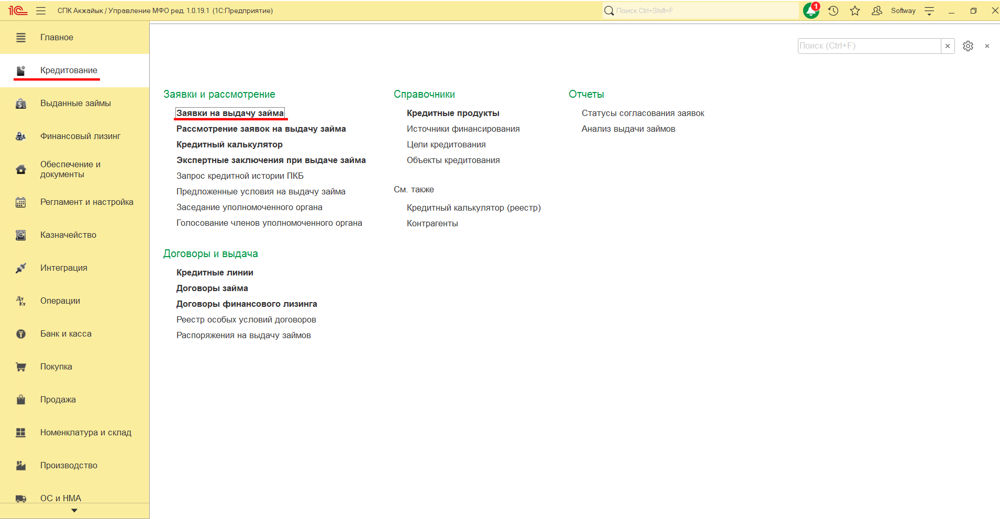 1С СПК Акжайык / Управление МФО ред. 1.0.19.1 (1С:Предприятие)
Поиск Ctrl+Shift+F
1
Softway
Главное
Кредитование
Выданные займы
Финансовый лизинг
Обеспечение и
документы
Регламент и настройка
Казначейство
Интеграция
Дт
Кт
Операции
Банк и касса
Покупка
Продажа
Номенклатура и склад
Производство
ОС и НМА
Поиск (Ctrl+F)
Заявки и рассмотрение
Заявки на выдачу займа
Рассмотрение заявок на выдачу займа
Кредитный калькулятор
Экспертные заключения при выдаче займа
Запрос кредитной истории ПКБ
Предложенные условия на выдачу займа
Заседание уполномоченного органа
Голосование членов уполномоченного органа
Договоры и выдача
Кредитные линии
Договоры займа
Договоры финансового лизинга
Реестр особых условий договоров
Распоряжения на выдачу займов
Справочники
Кредитные продукты
Источники финансирования
Цели кредитования
Объекты кредитования
См. также
Кредитный калькулятор (реестр)
Контрагенты
Отчеты
Статусы согласования заявок
Анализ выдачи займов